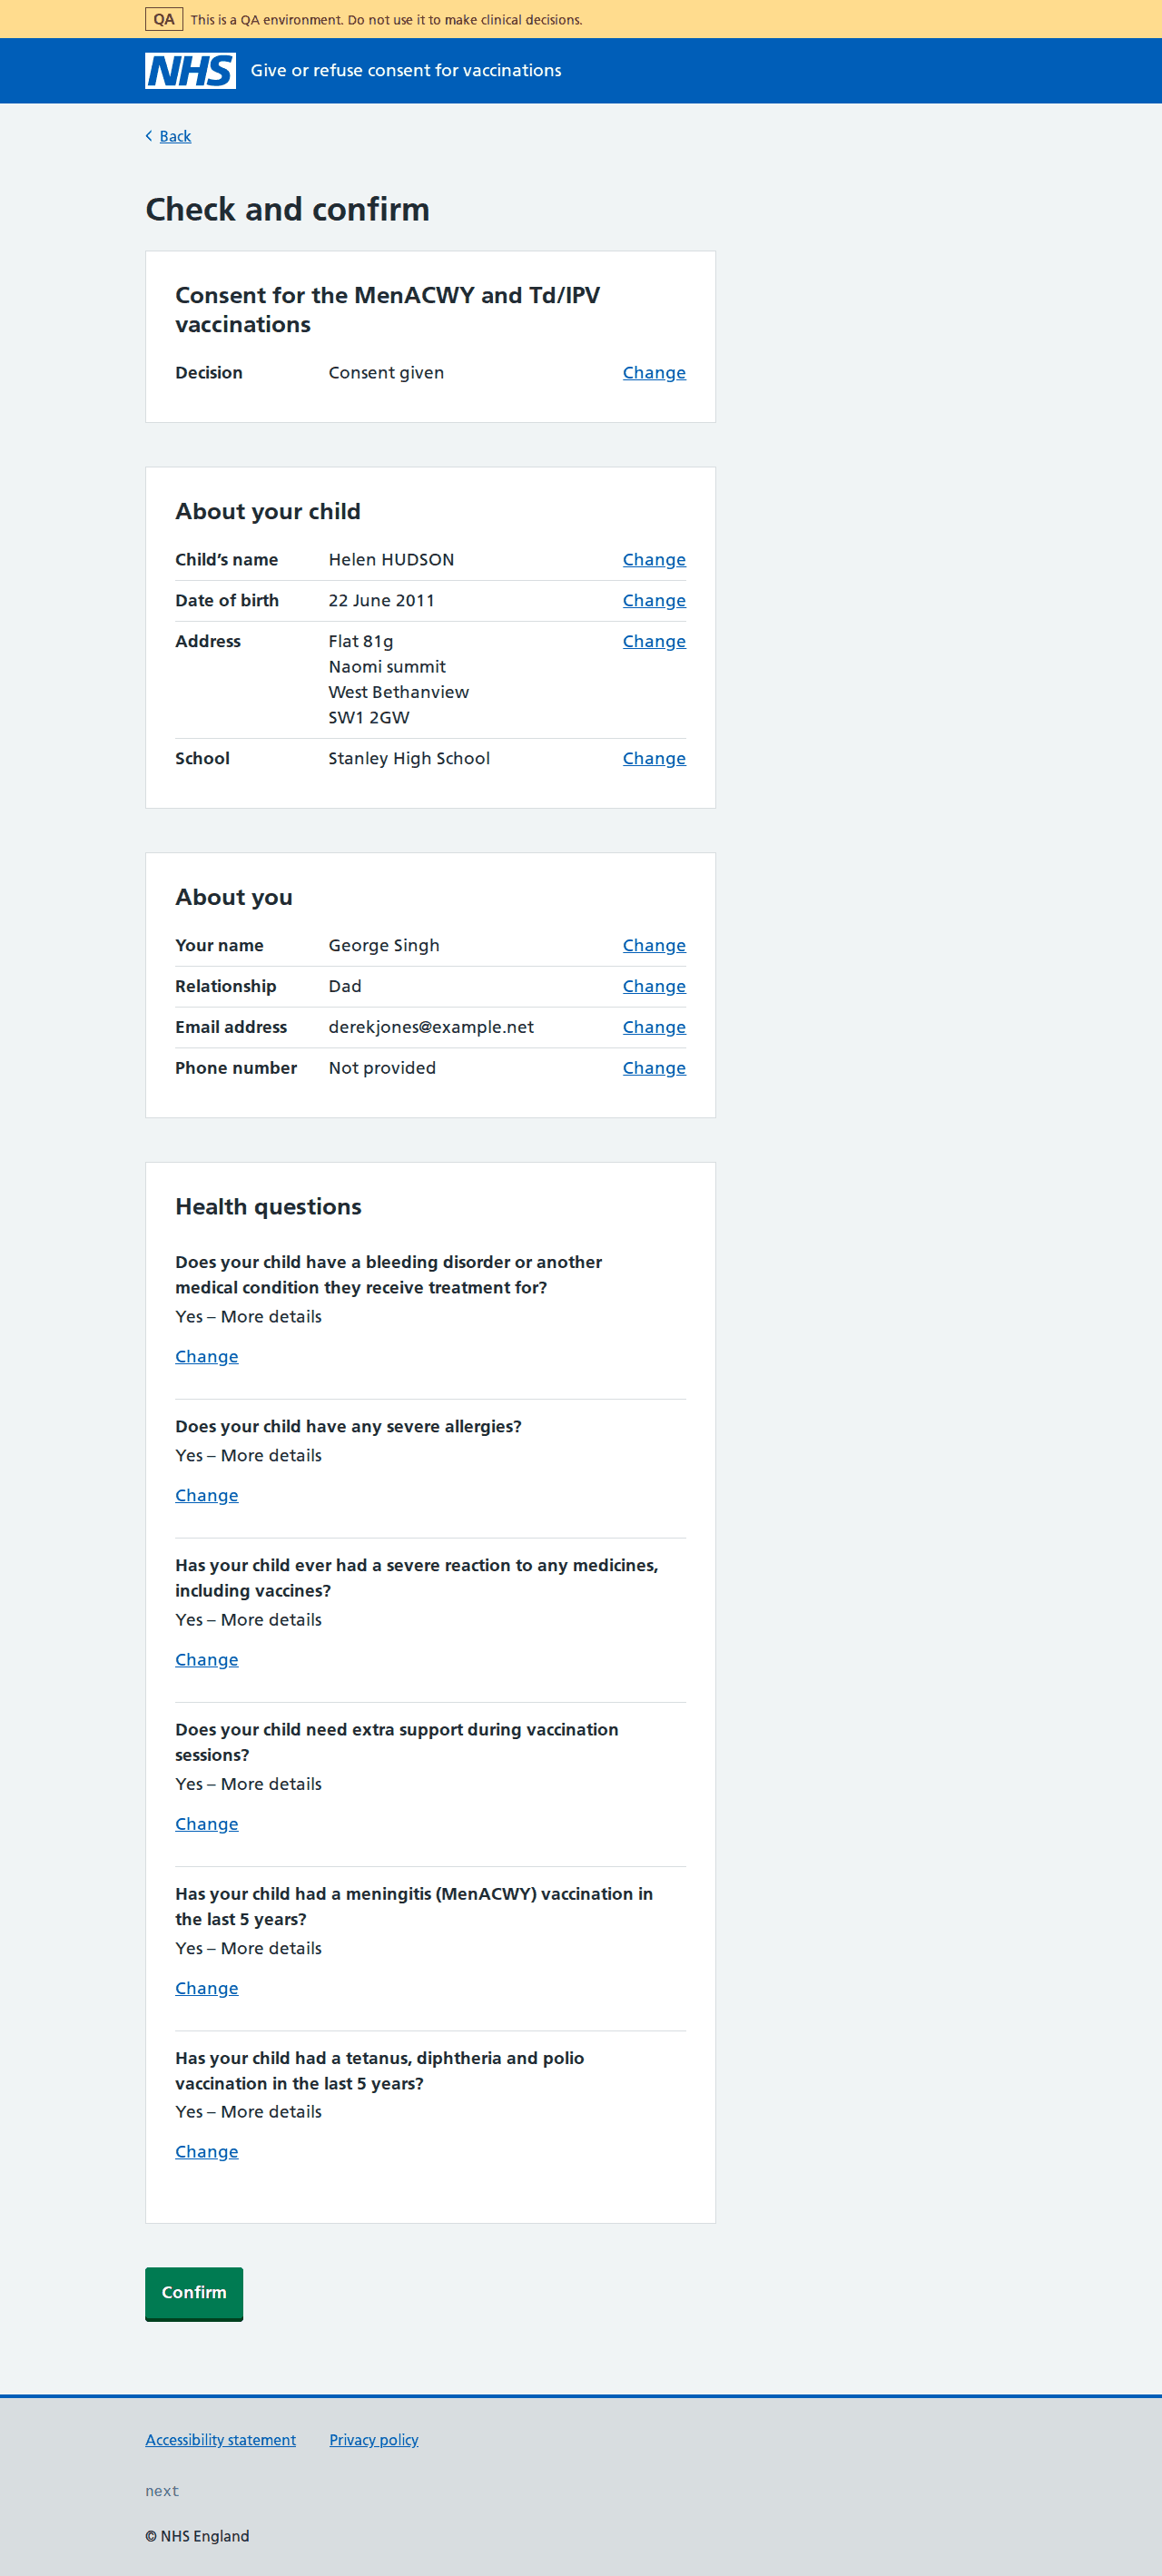 QA This is a QA environment. Do not use it to make clinical decisions.
NHS Give or refuse consent for vaccinations
Back
Check and confirm
Consent for the MenACWY and Td/IPV
vaccinations
Decision Consent given Change
About your child
Child’s name Helen HUDSON Change
Date of birth 22 June 2011 Change
Address Flat 81g Change
Naomi summit
West Bethanview
SW1 2GW
School Stanley High School Change
About you
Your name George Singh Change
Relationship Dad Change
Email address derekjones@example.net Change
Phone number Not provided Change
Health questions
Does your child have a bleeding disorder or another
medical condition they receive treatment for?
Yes – More details
Change
Does your child have any severe allergies?
Yes – More details
Change
Has your child ever had a severe reaction to any medicines,
including vaccines?
Yes – More details
Change
Does your child need extra support during vaccination
sessions?
Yes – More details
Change
Has your child had a meningitis (MenACWY) vaccination in
the last 5 years?
Yes – More details
Change
Has your child had a tetanus, diphtheria and polio
vaccination in the last 5 years?
Yes – More details
Change
Confirm
Accessibility statement Privacy policy
next
© NHS England